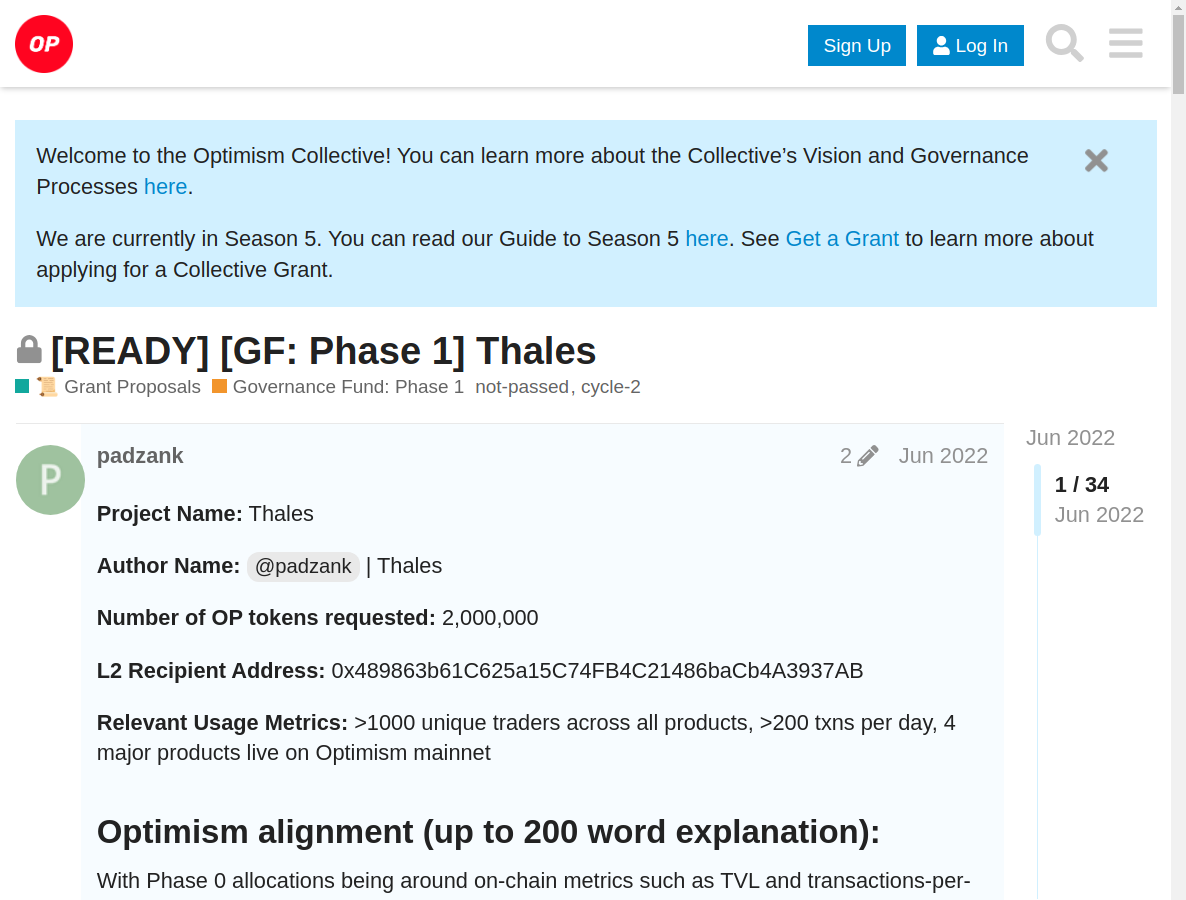 OP
Sign Up
Log In
Welcome to the Optimism Collective! You can learn more about the Collective’s Vision and Governance
Processes here.
We are currently in Season 5. You can read our Guide to Season 5 here. See Get a Grant to learn more about
applying for a Collective Grant.
[READY] [GF: Phase 1] Thales
📜 Grant Proposals Governance Fund: Phase 1 not-passed, cycle-2
P
padzank
2 Jun 2022
Jun 2022
1 / 34
Jun 2022
Project Name: Thales
Author Name: @padzank | Thales
Number of OP tokens requested: 2,000,000
L2 Recipient Address: 0x489863b61C625a15C74FB4C21486baCb4A3937AB
Relevant Usage Metrics: >1000 unique traders across all products, >200 txns per day, 4
major products live on Optimism mainnet
Optimism alignment (up to 200 word explanation):
With Phase 0 allocations being around on-chain metrics such as TVL and transactions-per-